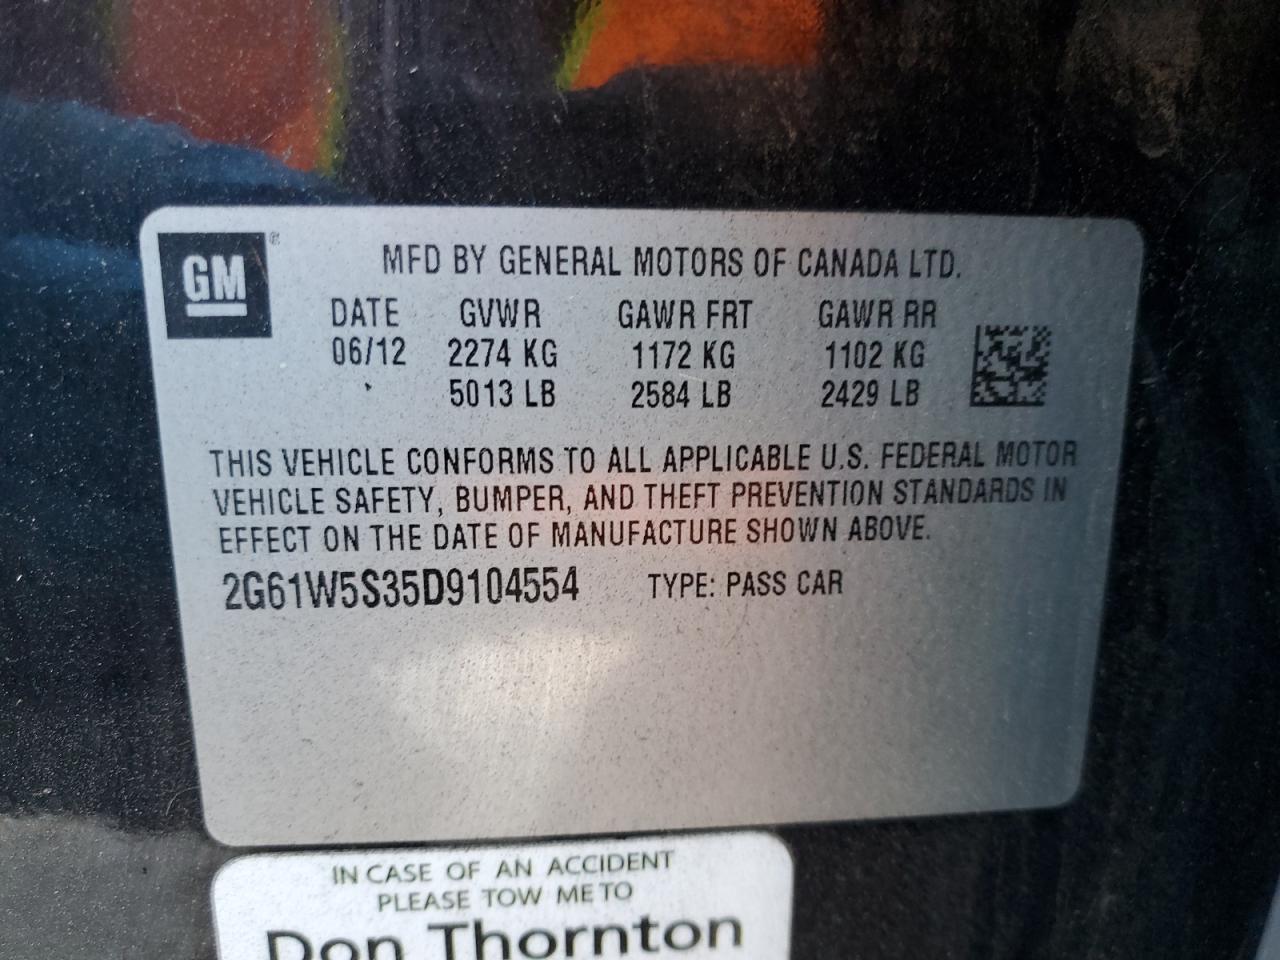 GM ®
MFD BY GENERAL MOTORS OF CANADA LTD.
DATE GVWR GAWR FRT GAWR RR
06/12 2274 KG 1172 KG 1102 KG
5013 LB 2584 LB 2429 LB
THIS VEHICLE CONFORMS TO ALL APPLICABLE U.S. FEDERAL MOTOR
VEHICLE SAFETY, BUMPER, AND THEFT PREVENTION STANDARDS IN
EFFECT ON THE DATE OF MANUFACTURE SHOWN ABOVE.
2G61W5S35D9104554 TYPE: PASS CAR
IN CASE OF AN ACCIDENT
PLEASE TOW ME TO
Don Thornton